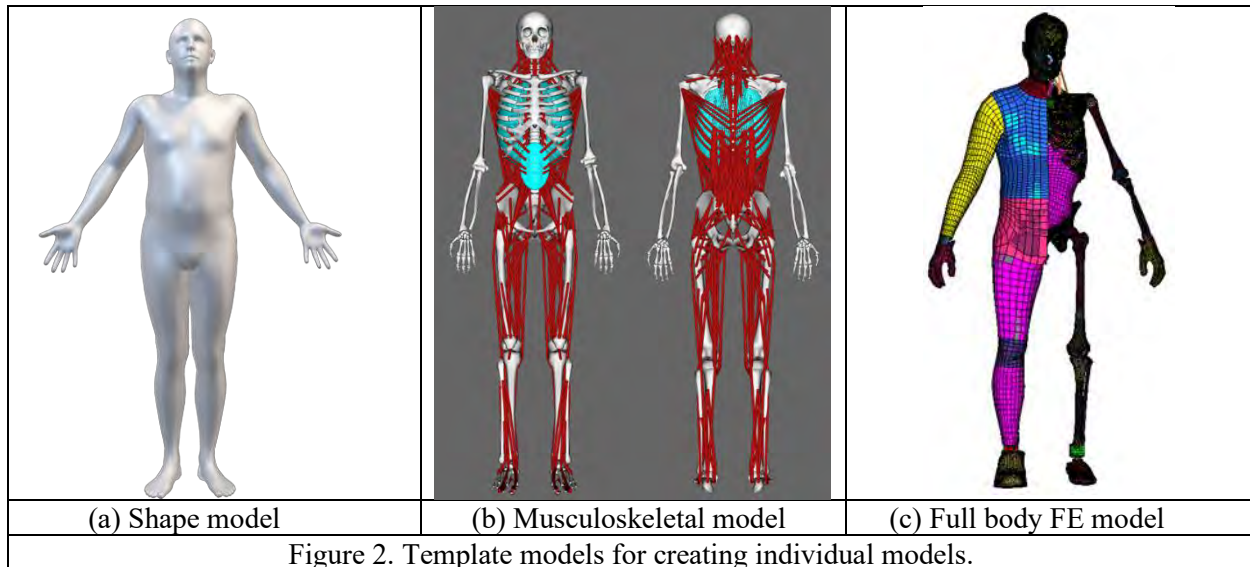 (a) Shape model
(b) Musculoskeletal model
(c) Full body FE model
Figure 2. Template models for creating individual models.